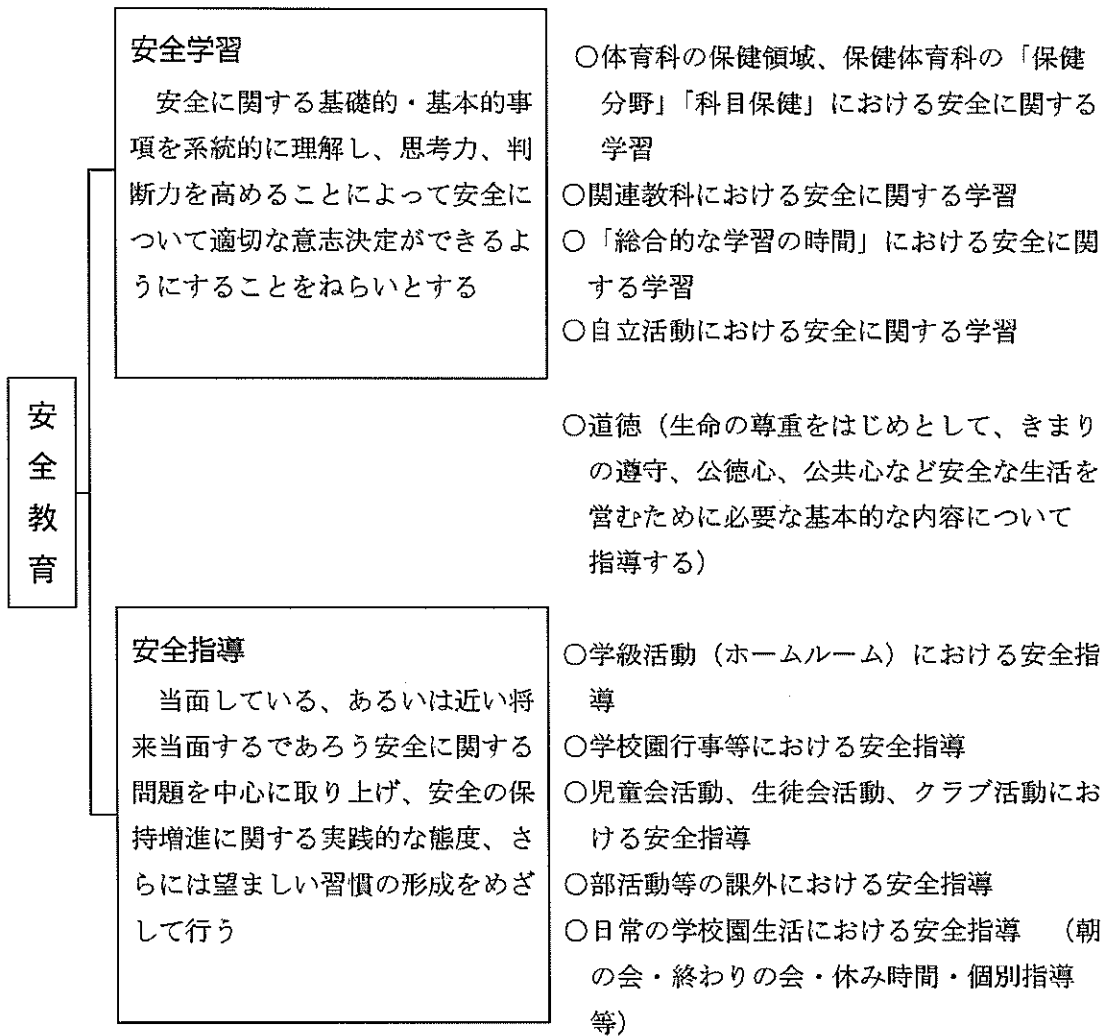 安全教育
安全学習
安全に関する基礎的・基本的事
項を系統的に理解し、思考力、判
断力を高めることによって安全に
ついて適切な意志決定ができるよ
うにすることをねらいとする
○体育科の保健領域、保健体育科の「保健
分野」「科目保健」における安全に関する
学習
○関連教科における安全に関する学習
○「総合的な学習の時間」における安全に関
する学習
○自立活動における安全に関する学習
○道徳（生命の尊重をはじめとして、きまり
の遵守、公徳心、公共心など安全な生活を
営むために必要な基本的な内容について
指導する）
安全指導
当面している、あるいは近い将
来当面するであろう安全に関する
問題を中心に取り上げ、安全の保
持増進に関する実践的な態度、さ
らには望ましい習慣の形成をめざ
して行う
○学級活動（ホームルーム）における安全指
導
○学校園行事等における安全指導
○児童会活動、生徒会活動、クラブ活動にお
ける安全指導
○部活動等の課外における安全指導
○日常の学校園生活における安全指導　（朝
の会・終わりの会・休み時間・個別指導
等）